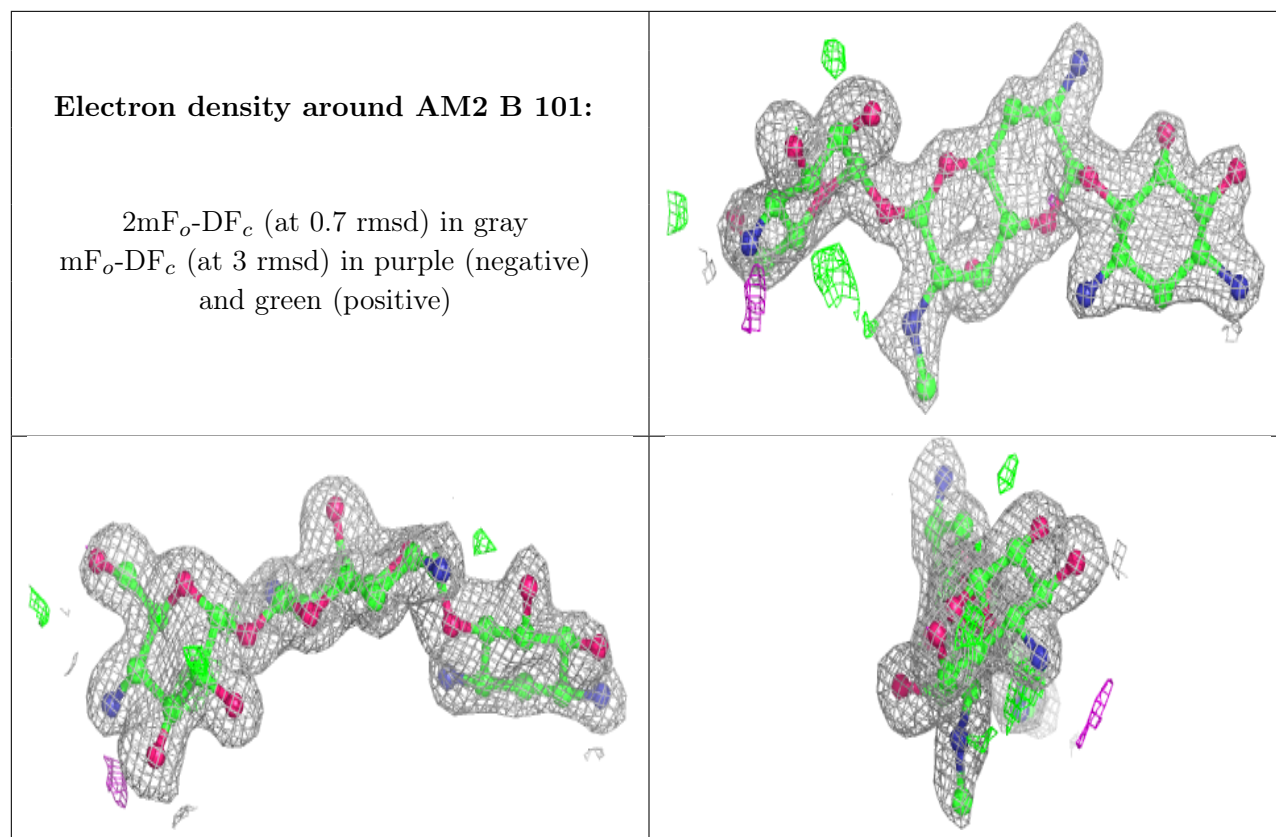 Electron density around AM2 B 101:
2mFo-DFc (at 0.7 rmsd) in gray
mFo-DFc (at 3 rmsd) in purple (negative)
and green (positive)